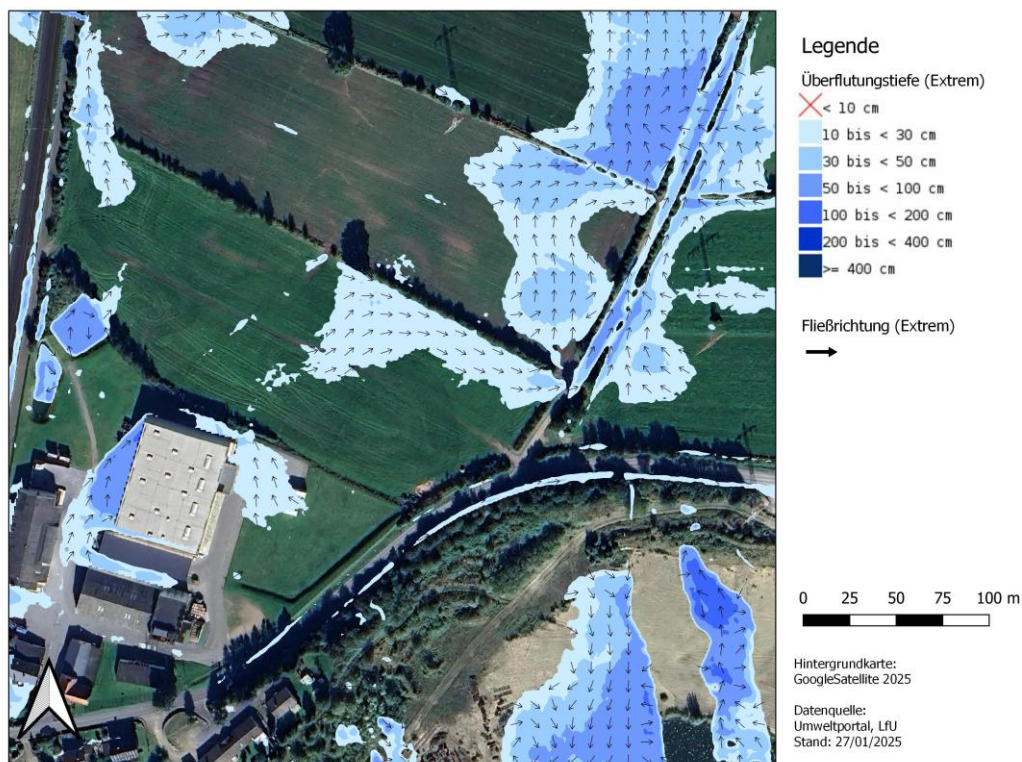 Legende
Überflutungstiefe (Extrem)
< 10 cm
10 bis < 30 cm
30 bis < 50 cm
50 bis < 100 cm
100 bis < 200 cm
200 bis < 400 cm
>= 400 cm
Fließrichtung (Extrem)
0 25 50 75 100 m
Hintergrundkarte:
GoogleSatellite 2025
Datenquelle:
Umweltportal, LfU
Stand: 27/01/2025